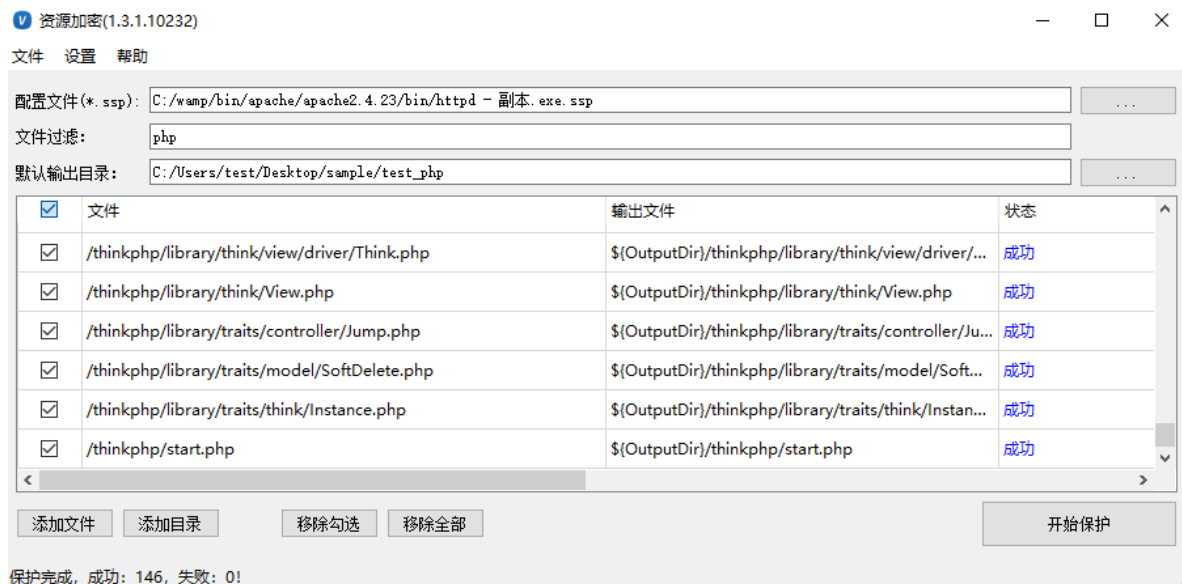 资源加密(1.3.1.10232)
文件 设置 帮助
配置文件(*.ssp): C:/wamp/bin/apache/apache2.4.23/bin/httpd - 副本.exe.ssp ...
文件过滤: php
默认输出目录: C:/Users/test/Desktop/sample/test_php ...
文件 输出文件 状态
/thinkphp/library/think/view/driver/Think.php ${OutputDir}/thinkphp/library/think/view/driver/... 成功
/thinkphp/library/think/View.php ${OutputDir}/thinkphp/library/think/View.php 成功
/thinkphp/library/traits/controller/Jump.php ${OutputDir}/thinkphp/library/traits/controller/Ju... 成功
/thinkphp/library/traits/model/SoftDelete.php ${OutputDir}/thinkphp/library/traits/model/Soft... 成功
/thinkphp/library/traits/think/Instance.php ${OutputDir}/thinkphp/library/traits/think/Instan... 成功
/thinkphp/start.php ${OutputDir}/thinkphp/start.php 成功
添加文件 添加目录 移除勾选 移除全部 开始保护
保护完成, 成功: 146, 失败: 0!